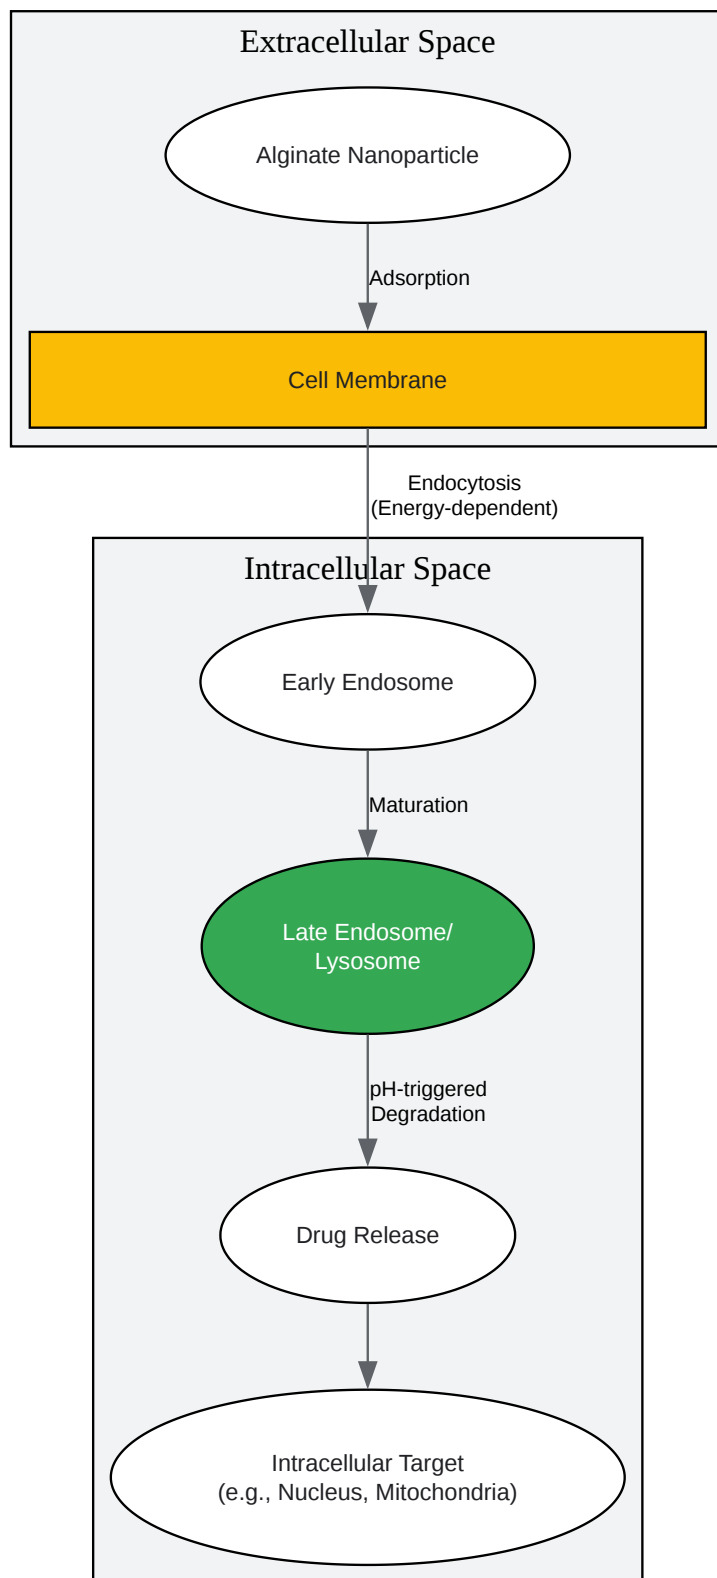 Extracellular Space
Alginate Nanoparticle
Adsorption
Cell Membrane
Endocytosis
(Energy-dependent)
Intracellular Space
Early Endosome
Maturation
Late Endosome/
Lysosome
pH-triggered
Degradation
Drug Release
Intracellular Target
(e.g., Nucleus, Mitochondria)